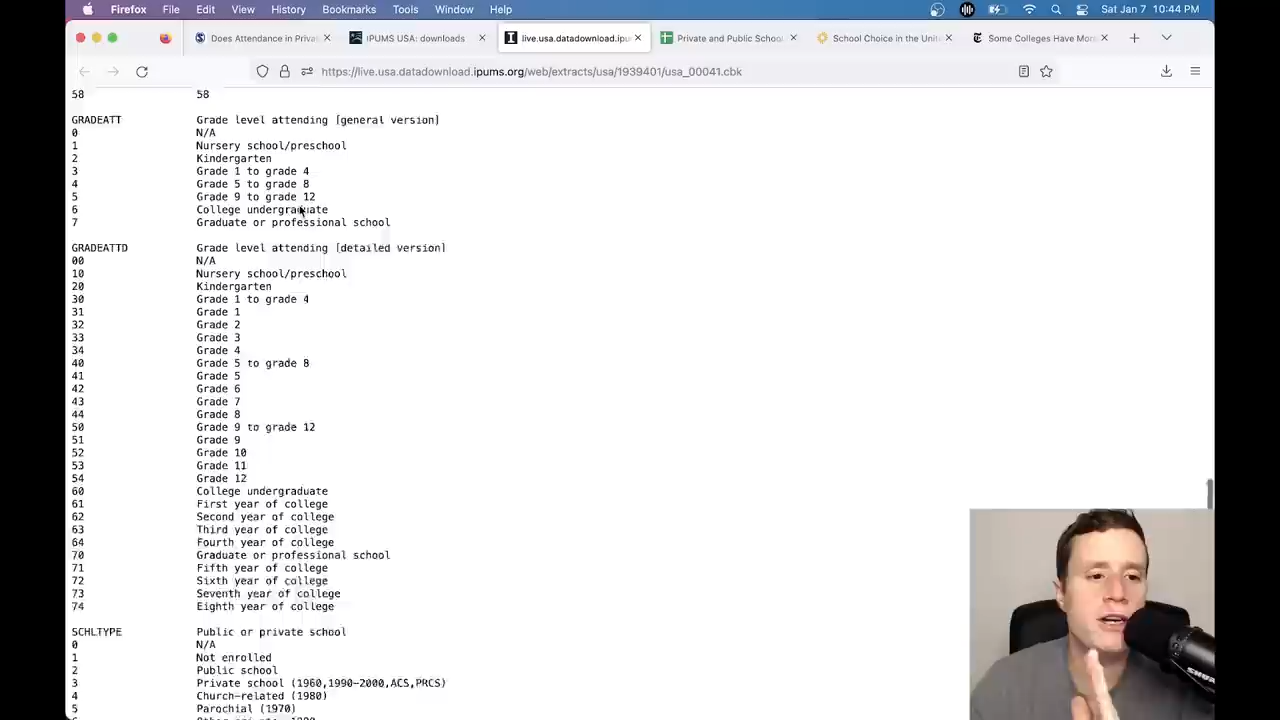 Firefox File Edit View History Bookmarks Tools Window Help Sat Jan 7 10:44 PM
Does Attendance in Privat
IPUMS USA: downloads
live.usa.datadownload.ipu
Private and Public School
School Choice in the Unite
Some Colleges Have More
https://live.usa.datadownload.ipums.org/web/extracts/usa/1939401/usa_00041.cbk
58 58
GRADEATT Grade level attending [general version]
0 N/A
1 Nursery school/preschool
2 Kindergarten
3 Grade 1 to grade 4
4 Grade 5 to grade 8
5 Grade 9 to grade 12
6 College undergraduate
7 Graduate or professional school
GRADEATTD Grade level attending [detailed version]
00 N/A
10 Nursery school/preschool
20 Kindergarten
30 Grade 1 to grade 4
31 Grade 1
32 Grade 2
33 Grade 3
34 Grade 4
40 Grade 5 to grade 8
41 Grade 5
42 Grade 6
43 Grade 7
44 Grade 8
50 Grade 9 to grade 12
51 Grade 9
52 Grade 10
53 Grade 11
54 Grade 12
60 College undergraduate
61 First year of college
62 Second year of college
63 Third year of college
64 Fourth year of college
70 Graduate or professional school
71 Fifth year of college
72 Sixth year of college
73 Seventh year of college
74 Eighth year of college
SCHLTYPE Public or private school
0 N/A
1 Not enrolled
2 Public school
3 Private school (1960,1990-2000,ACS,PRCS)
4 Church-related (1980)
5 Parochial (1970)